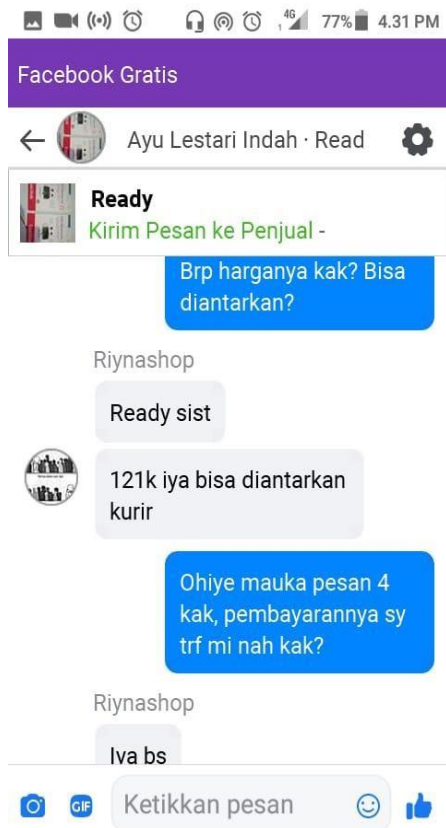 4G 77% 4.31 PM
Facebook Gratis
Ayu Lestari Indah · Read
Ready
Kirim Pesan ke Penjual -
Brp harganya kak? Bisa
diantarkan?
Riynashop
Ready sist
121k iya bisa diantarkan
kurir
Ohiye mauka pesan 4
kak, pembayarannya sy
trf mi nah kak?
Riynashop
Iya bs
GIF
Ketikkan pesan